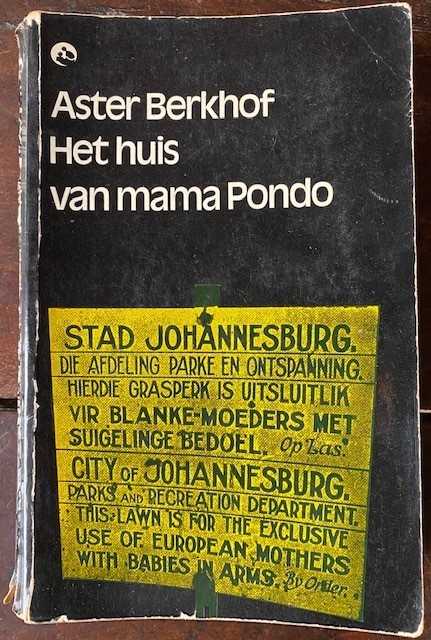 Aster Berkhof
Het huis
van mama Pondo
STAD JOHANNESBURG.
DIE AFDELING PARKE EN ONTSPANNING.
HIERDIE GRASPERK IS UITSLUITLIK
VIR BLANKE-MOEDERS MET
SUIGELINGE BEDOEL. Op Las.
CITY OF JOHANNESBURG.
PARKS AND RECREATION DEPARTMENT.
THIS LAWN IS FOR THE EXCLUSIVE
USE OF EUROPEAN MOTHERS
WITH BABIES IN ARMS. By Order.